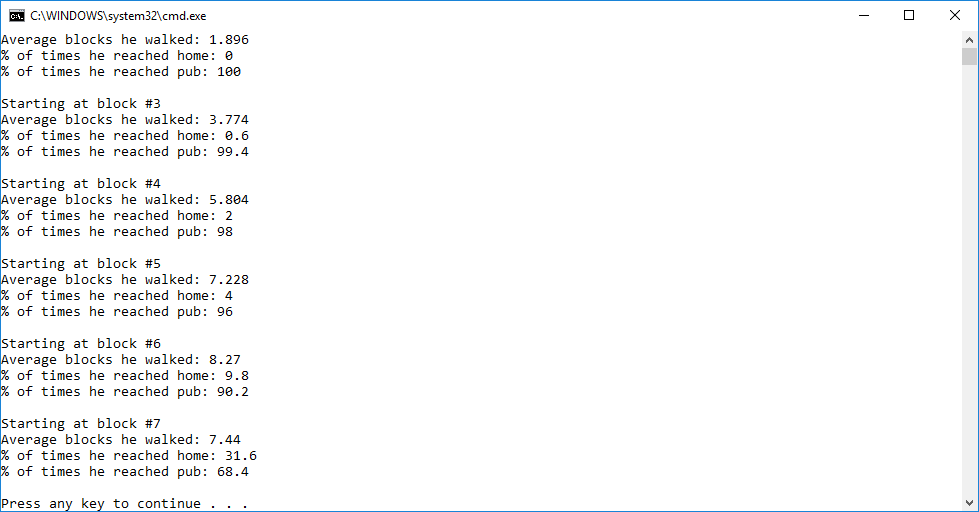 C:\WINDOWS\system32\cmd.exe
Average blocks he walked: 1.896
% of times he reached home: 0
% of times he reached pub: 100
Starting at block #3
Average blocks he walked: 3.774
% of times he reached home: 0.6
% of times he reached pub: 99.4
Starting at block #4
Average blocks he walked: 5.804
% of times he reached home: 2
% of times he reached pub: 98
Starting at block #5
Average blocks he walked: 7.228
% of times he reached home: 4
% of times he reached pub: 96
Starting at block #6
Average blocks he walked: 8.27
% of times he reached home: 9.8
% of times he reached pub: 90.2
Starting at block #7
Average blocks he walked: 7.44
% of times he reached home: 31.6
% of times he reached pub: 68.4
Press any key to continue . . .